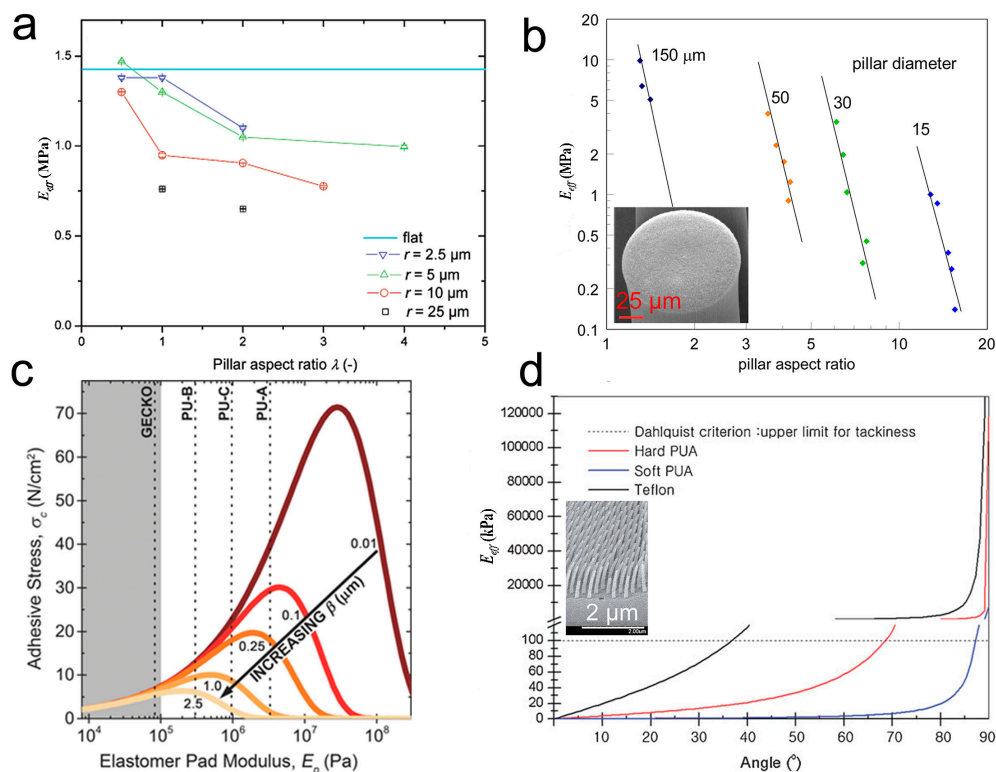 a
1.5
1.0
0.5
0.0
E_eff (MPa)
0
1
2
3
4
5
Pillar aspect ratio λ (-)
flat
r = 2.5 μm
r = 5 μm
r = 10 μm
r = 25 μm
b
20
10
5
2
1
0.5
0.2
0.1
E_eff (MPa)
150 μm
50
30
15
pillar diameter
25 μm
1
2
3
5
10
20
pillar aspect ratio
c
70
60
50
40
30
20
10
0
Adhesive Stress, σ_c (N/cm²)
GECKO
PU-B
PU-C
PU-A
0.01
0.1
0.25
1.0
2.5
INCREASING β (μm)
10⁴
10⁵
10⁶
10⁷
10⁸
Elastomer Pad Modulus, E_p (Pa)
d
120000
100000
80000
60000
40000
20000
100
80
60
40
20
0
E_eff (kPa)
Dahlquist criterion :upper limit for tackiness
Hard PUA
Soft PUA
Teflon
2 μm
2.00um
10
20
30
40
50
60
70
80
90
Angle (°)